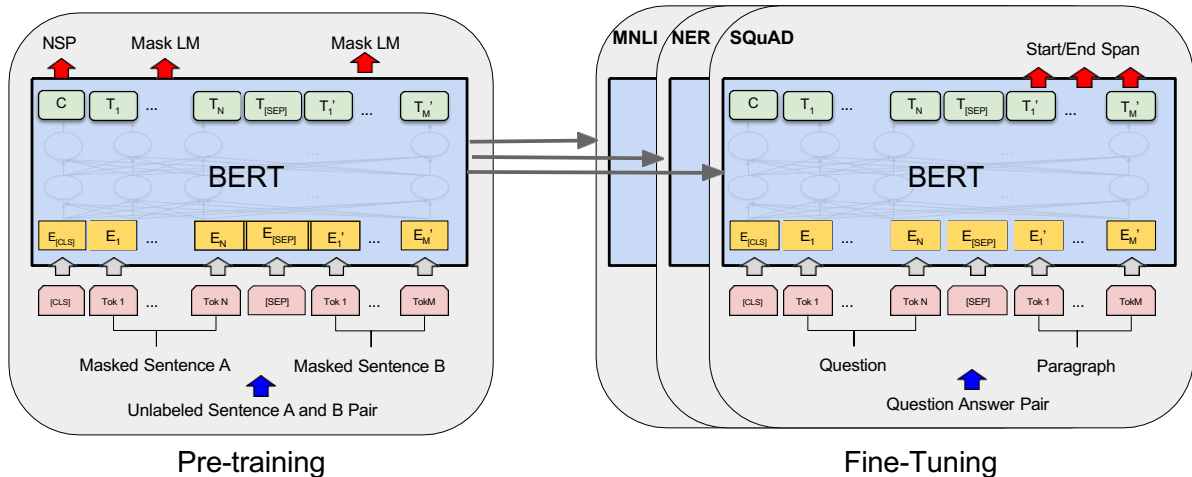 NSP Mask LM Mask LM
C T1 ... TN T[SEP] T1' ... TM'
...
BERT
...
E[CLS] E1 ... EN E[SEP] E1' ... EM'
[CLS] Tok 1 ... Tok N [SEP] Tok 1 ... TokM
Masked Sentence A Masked Sentence B
Unlabeled Sentence A and B Pair
Pre-training
MNLI NER SQuAD
Start/End Span
C T1 ... TN T[SEP] T1' ... TM'
...
BERT
...
E[CLS] E1 ... EN E[SEP] E1' ... EM'
[CLS] Tok 1 ... Tok N [SEP] Tok 1 ... TokM
Question Paragraph
Question Answer Pair
Fine-Tuning